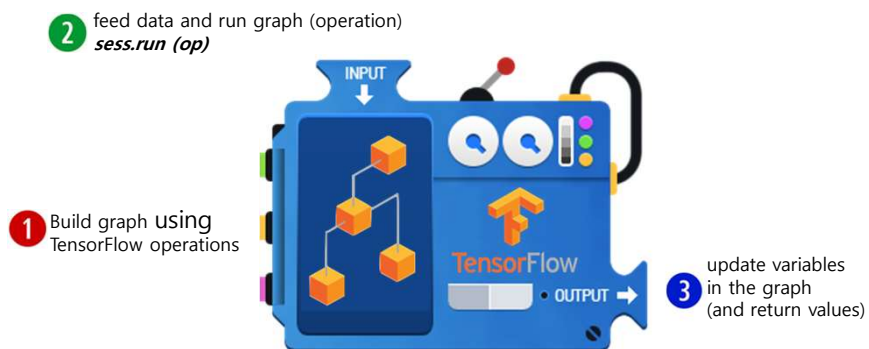 2
feed data and run graph (operation)
sess.run (op)
INPUT
1
Build graph using
TensorFlow operations
TensorFlow
OUTPUT
3
update variables
in the graph
(and return values)